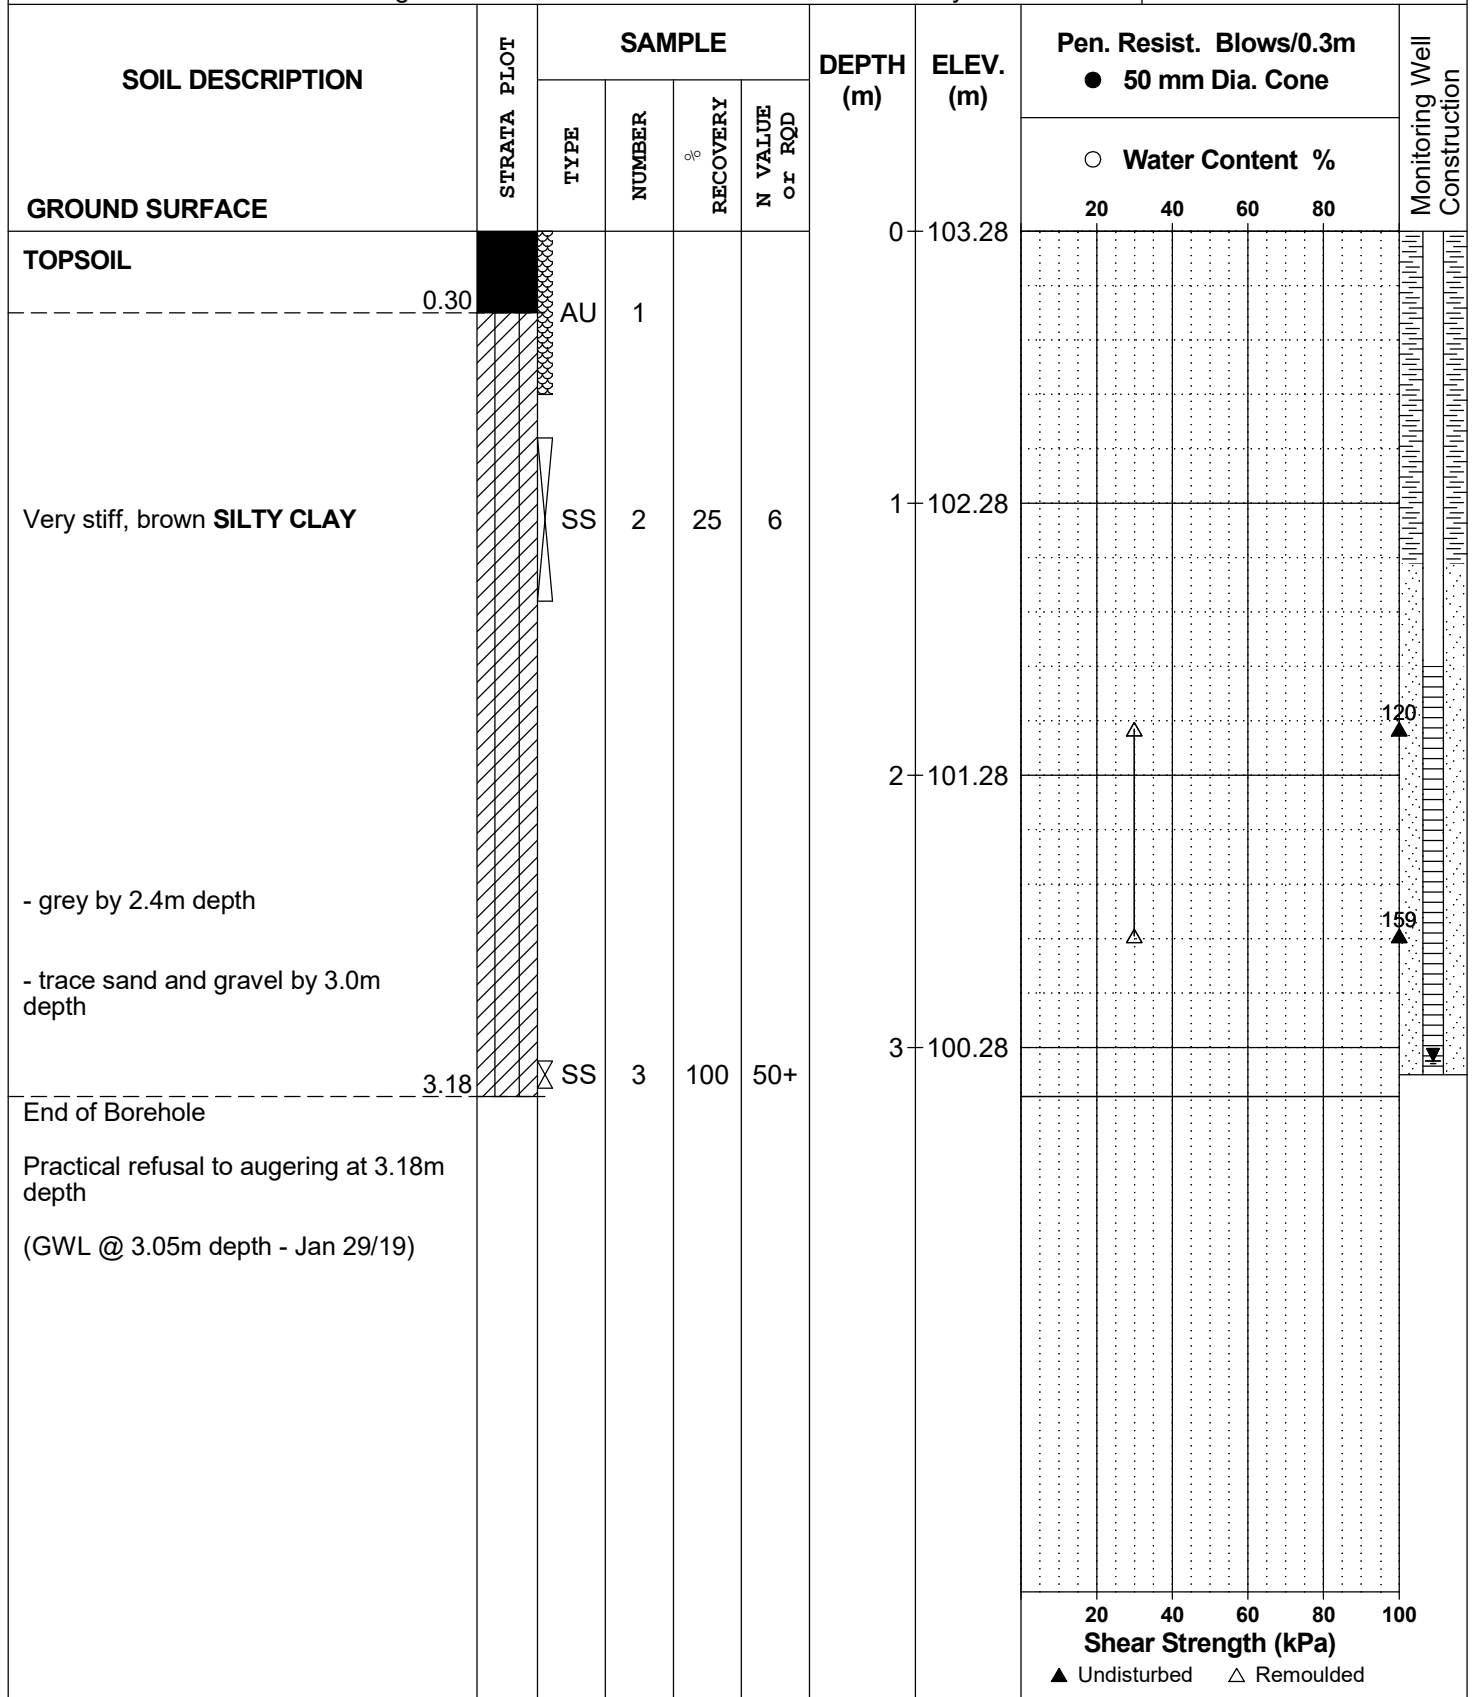 SOIL DESCRIPTION
GROUND SURFACE
STRATA PLOT
SAMPLE
TYPE
NUMBER
%
RECOVERY
N VALUE
or RQD
DEPTH
(m)
ELEV.
(m)
Pen. Resist. Blows/0.3m
● 50 mm Dia. Cone
○ Water Content %
20 40 60 80
Monitoring Well
Construction
0 103.28
TOPSOIL
0.30
AU 1
Very stiff, brown SILTY CLAY
SS 2 25 6
1 102.28
120
2 101.28
- grey by 2.4m depth
159
- trace sand and gravel by 3.0m
depth
3 100.28
3.18
SS 3 100 50+
End of Borehole
Practical refusal to augering at 3.18m
depth
(GWL @ 3.05m depth - Jan 29/19)
20 40 60 80 100
Shear Strength (kPa)
▲ Undisturbed △ Remoulded